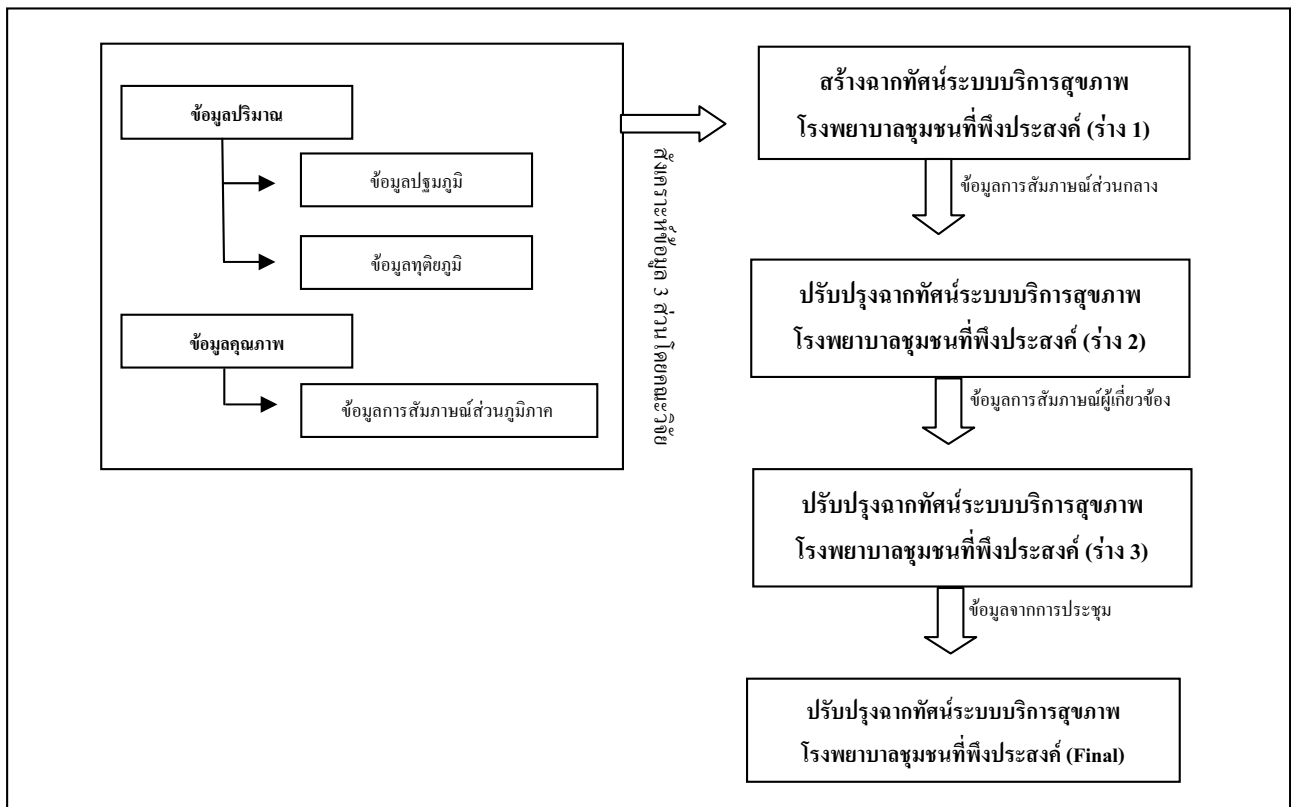 ข้อมูลปริมาณ
ข้อมูลปฐมภูมิ
ข้อมูลทุติยภูมิ
ข้อมูลคุณภาพ
ข้อมูลการสัมภาษณ์ส่วนภูมิภาค
สังเคราะห์ข้อมูล 3 ส่วนโดยคณะวิจัย
สร้างฉากทัศน์ระบบบริการสุขภาพ
โรงพยาบาลชุมชนที่พึงประสงค์ (ร่าง 1)
ข้อมูลการสัมภาษณ์ส่วนกลาง
ปรับปรุงฉากทัศน์ระบบบริการสุขภาพ
โรงพยาบาลชุมชนที่พึงประสงค์ (ร่าง 2)
ข้อมูลการสัมภาษณ์ผู้เกี่ยวข้อง
ปรับปรุงฉากทัศน์ระบบบริการสุขภาพ
โรงพยาบาลชุมชนที่พึงประสงค์ (ร่าง 3)
ข้อมูลจากการประชุม
ปรับปรุงฉากทัศน์ระบบบริการสุขภาพ
โรงพยาบาลชุมชนที่พึงประสงค์ (Final)